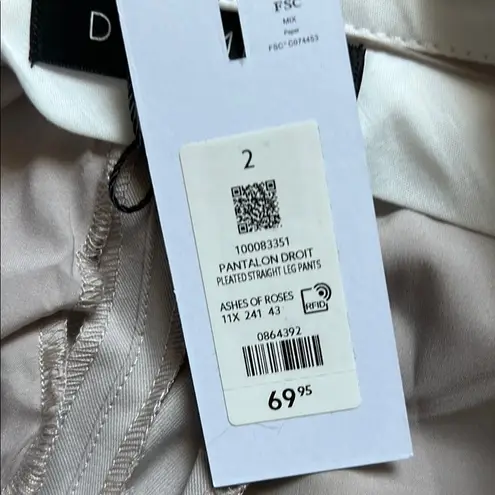 FSC
MIX
Paper
FSC® C074453
2
100083351
PANTALON DROIT
PLEATED STRAIGHT LEG PANTS
ASHES OF ROSES
11X 241 43
RFID
0864392
69 95